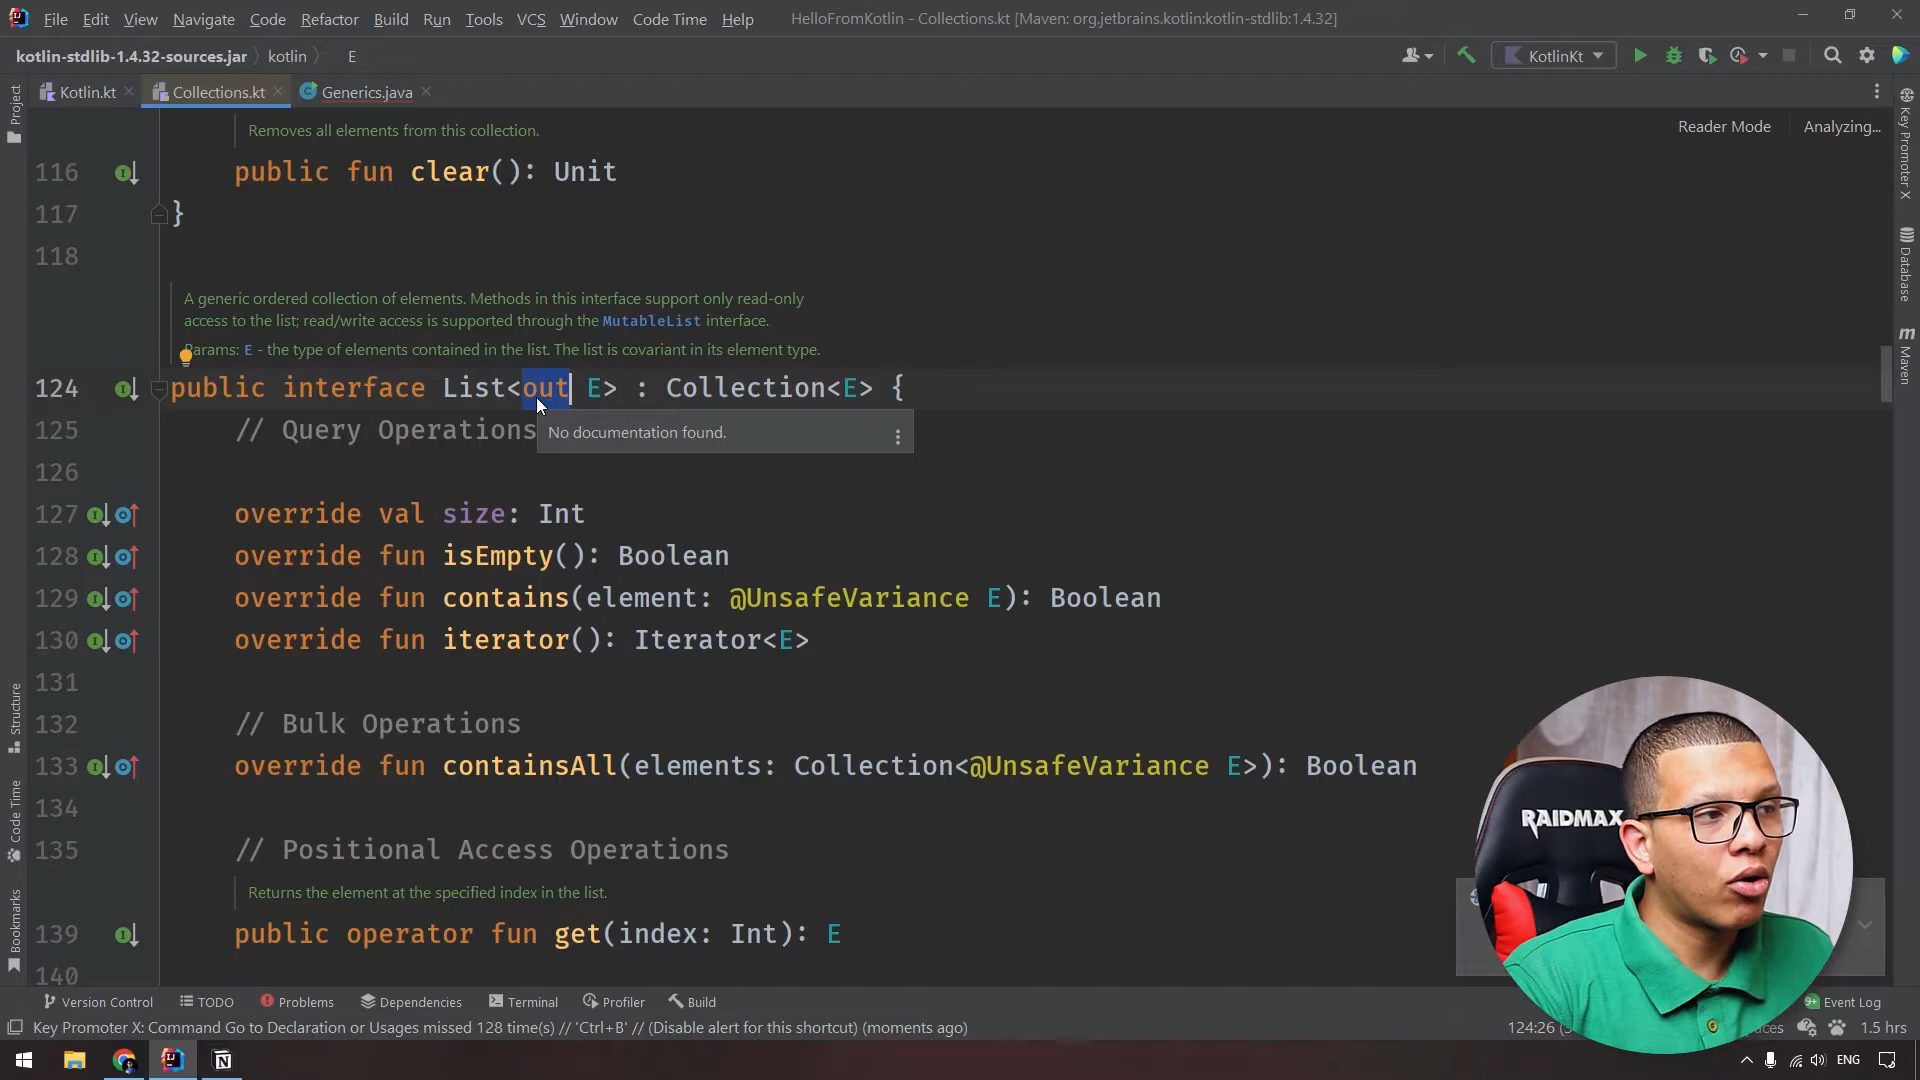 File Edit View Navigate Code Refactor Build Run Tools VCS Window Code Time Help HelloFromKotlin - Collections.kt [Maven: org.jetbrains.kotlin:kotlin-stdlib:1.4.32]
kotlin-stdlib-1.4.32-sources.jar kotlin E KotlinKt
Kotlin.kt Collections.kt Generics.java
Project
Structure
Code Time
Bookmarks
Key Promoter X
Database
Maven
Reader Mode Analyzing...
Removes all elements from this collection.
116 public fun clear(): Unit
117 }
118
A generic ordered collection of elements. Methods in this interface support only read-only
access to the list; read/write access is supported through the MutableList interface.
Params: E - the type of elements contained in the list. The list is covariant in its element type.
124 public interface List<out E> : Collection<E> {
125 // Query Operations
No documentation found.
126
127 override val size: Int
128 override fun isEmpty(): Boolean
129 override fun contains(element: @UnsafeVariance E): Boolean
130 override fun iterator(): Iterator<E>
131
132 // Bulk Operations
133 override fun containsAll(elements: Collection<@UnsafeVariance E>): Boolean
134
135 // Positional Access Operations
Returns the element at the specified index in the list.
139 public operator fun get(index: Int): E
140
RAIDMAX
Version Control TODO Problems Dependencies Terminal Profiler Build Event Log
Key Promoter X: Command Go to Declaration or Usages missed 128 time(s) // 'Ctrl+B' // (Disable alert for this shortcut) (moments ago) 124:26 1.5 hrs
ENG